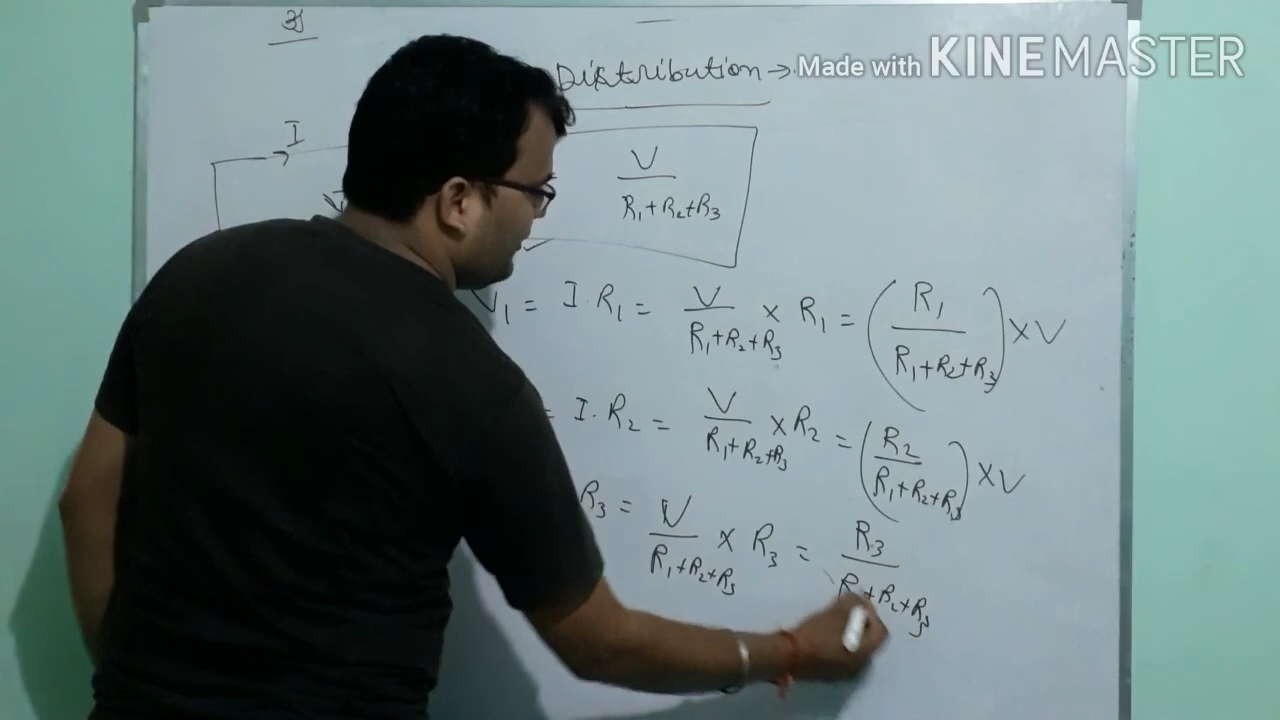 Distribution →
Made with KINEMASTER
I
V / R₁+R₂+R₃
V₁ = I·R₁ = V / R₁+R₂+R₃ × R₁ = (R₁ / R₁+R₂+R₃) × V
= I·R₂ = V / R₁+R₂+R₃ × R₂ = (R₂ / R₁+R₂+R₃) × V
R₃ = V / R₁+R₂+R₃ × R₃ = R₃ / R₁+R₂+R₃